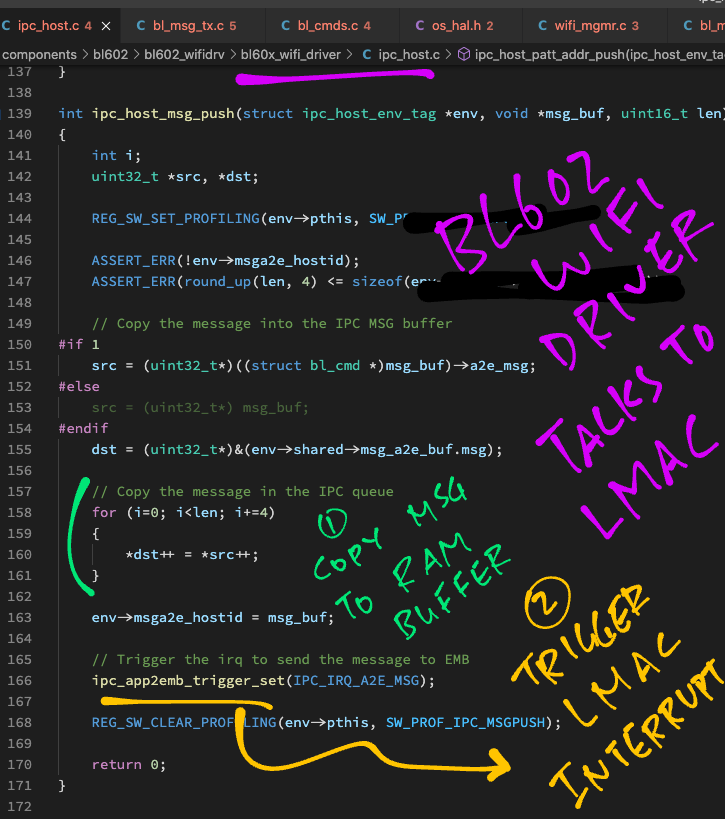 ipc_
ipc_host.c 4 × C bl_msg_tx.c 5 C bl_cmds.c 4 C os_hal.h 2 C wifi_mgmr.c 3 C bl_m
components > bl602 > bl602_wifidrv > bl60x_wifi_driver > C ipc_host.c > ipc_host_patt_addr_push(ipc_host_env_ta
137 }
138
139 int ipc_host_msg_push(struct ipc_host_env_tag *env, void *msg_buf, uint16_t len)
140 {
141 int i;
142 uint32_t *src, *dst;
143
144 REG_SW_SET_PROFILING(env->pthis, SW_PR
145
146 ASSERT_ERR(!env->msga2e_hostid);
147 ASSERT_ERR(round_up(len, 4) <= sizeof(env-
148
149 // Copy the message into the IPC MSG buffer
150 #if 1
151 src = (uint32_t*)((struct bl_cmd *)msg_buf)->a2e_msg;
152 #else
153 src = (uint32_t*) msg_buf;
154 #endif
155 dst = (uint32_t*)&(env->shared->msg_a2e_buf.msg);
156
157 // Copy the message in the IPC queue
158 for (i=0; i<len; i+=4)
159 {
160 *dst++ = *src++;
161 }
162
163 env->msga2e_hostid = msg_buf;
164
165 // Trigger the irq to send the message to EMB
166 ipc_app2emb_trigger_set(IPC_IRQ_A2E_MSG);
167
168 REG_SW_CLEAR_PROFILING(env->pthis, SW_PROF_IPC_MSGPUSH);
169
170 return 0;
171 }
172
BL602
WIFI
DRIVER
TALKS TO
LMAC
1
COPY MSG
TO RAM
BUFFER
2
TRIGGER
LMAC
INTERRUPT